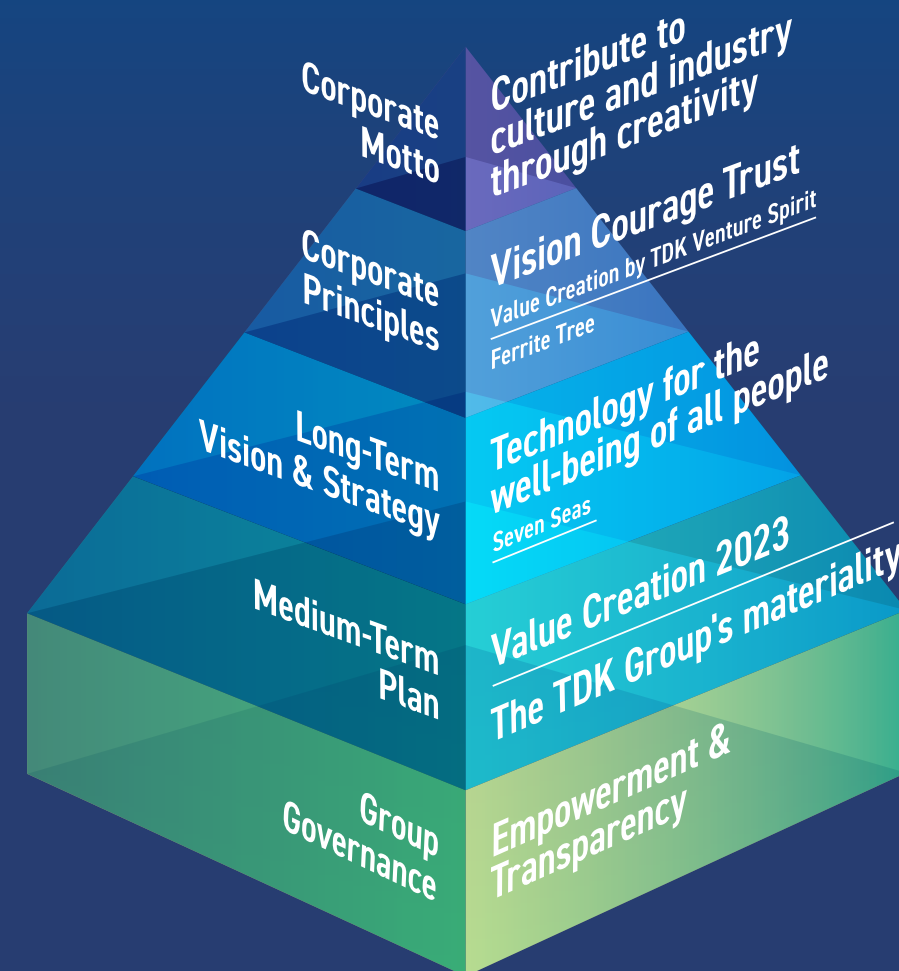 Corporate
Motto
Contribute to
culture and industry
through creativity
Corporate
Principles
Vision Courage Trust
Value Creation by TDK Venture Spirit
Ferrite Tree
Long-Term
Vision & Strategy
Technology for the
well-being of all people
Seven Seas
Medium-Term
Plan
Value Creation 2023
The TDK Group's materiality
Group
Governance
Empowerment &
Transparency